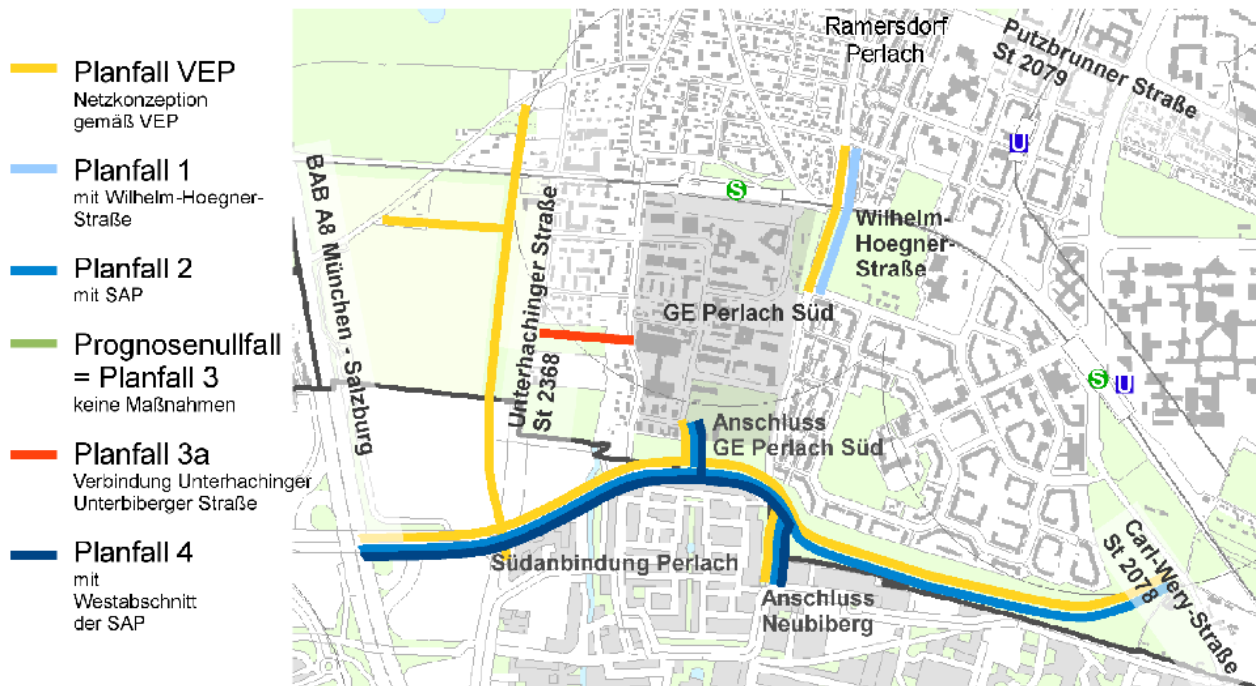 Planfall VEP
Netzkonzeption
gemäß VEP
Planfall 1
mit Wilhelm-Hoegner-
Straße
Planfall 2
mit SAP
Prognosenullfall
= Planfall 3
keine Maßnahmen
Planfall 3a
Verbindung Unterhachinger
Unterbiberger Straße
Planfall 4
mit
Westabschnitt
der SAP
Ramersdorf
Perlach
Putzbrunner Straße
St 2079
U
S
BAB A8 München - Salzburg
Unterhachinger Straße
St 2368
Wilhelm-
Hoegner-
Straße
GE Perlach Süd
S
U
Anschluss
GE Perlach Süd
Südanbindung Perlach
Anschluss
Neubiberg
Carl-Wery-Straße
St 2078